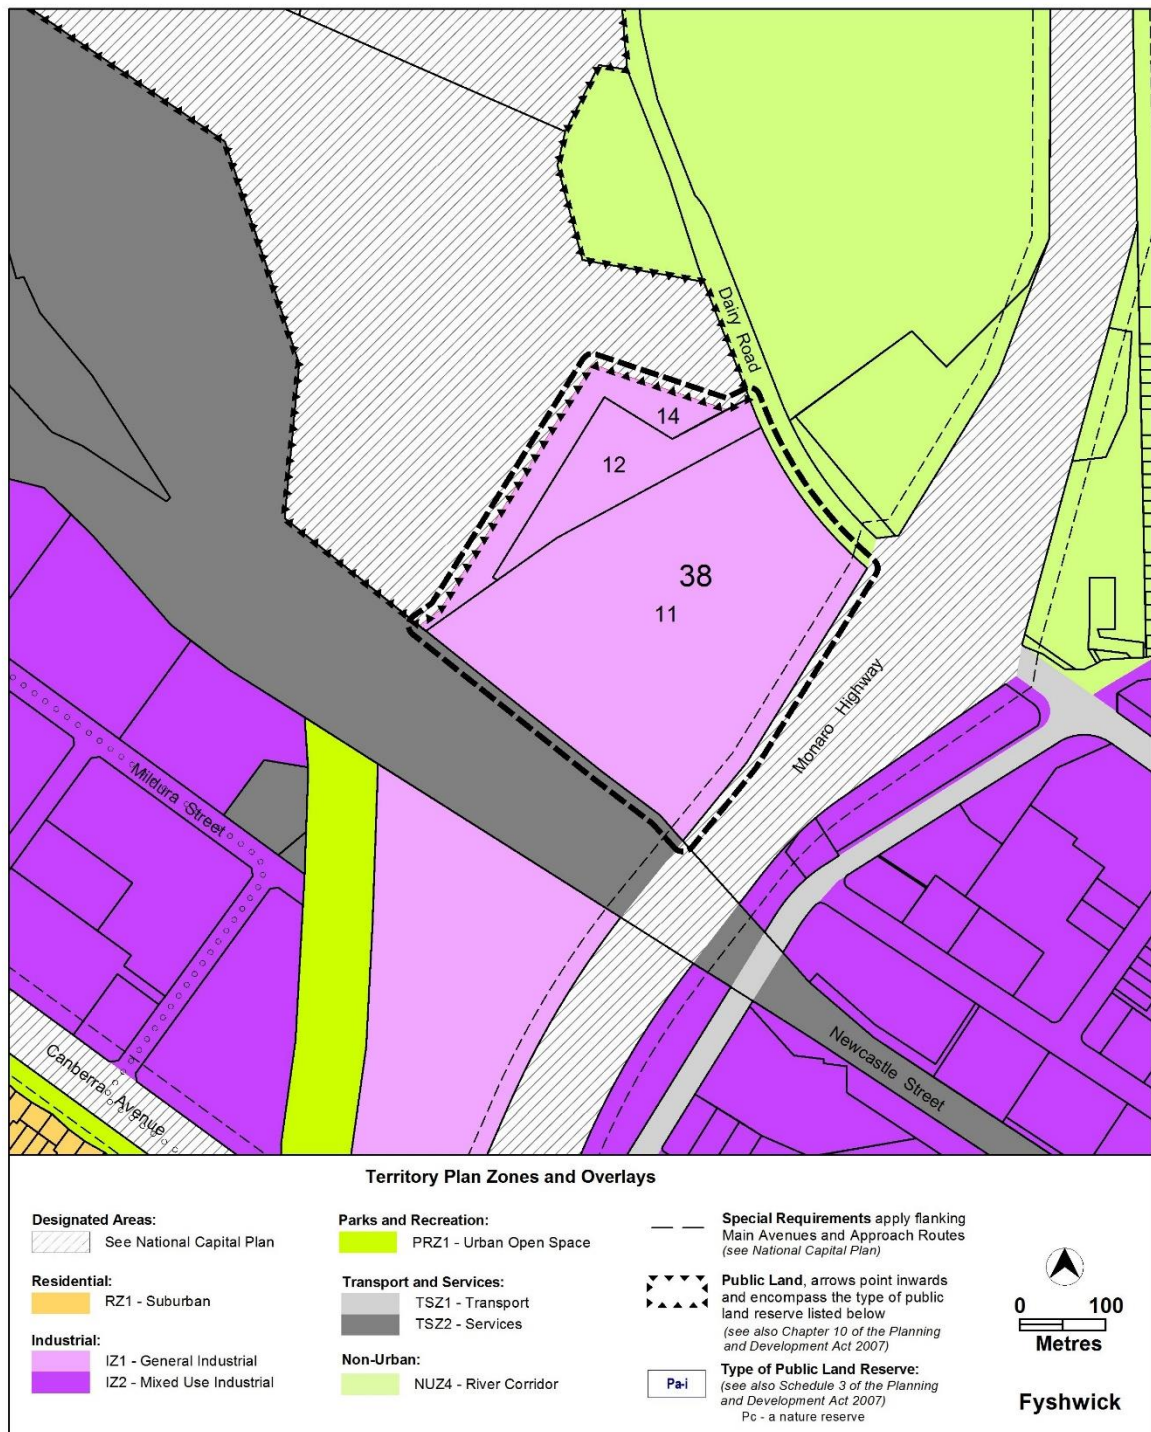 Dairy Road
14
12
38
11
Monaro Highway
Mildura Street
Canberra Avenue
Newcastle Street
Territory Plan Zones and Overlays
Designated Areas:
See National Capital Plan
Residential:
RZ1 - Suburban
Industrial:
IZ1 - General Industrial
IZ2 - Mixed Use Industrial
Parks and Recreation:
PRZ1 - Urban Open Space
Transport and Services:
TSZ1 - Transport
TSZ2 - Services
Non-Urban:
NUZ4 - River Corridor
Special Requirements apply flanking
Main Avenues and Approach Routes
(see National Capital Plan)
Public Land, arrows point inwards
and encompass the type of public
land reserve listed below
(see also Chapter 10 of the Planning
and Development Act 2007)
Pa-i
Type of Public Land Reserve:
(see also Schedule 3 of the Planning
and Development Act 2007)
Pc - a nature reserve
0 100
Metres
Fyshwick